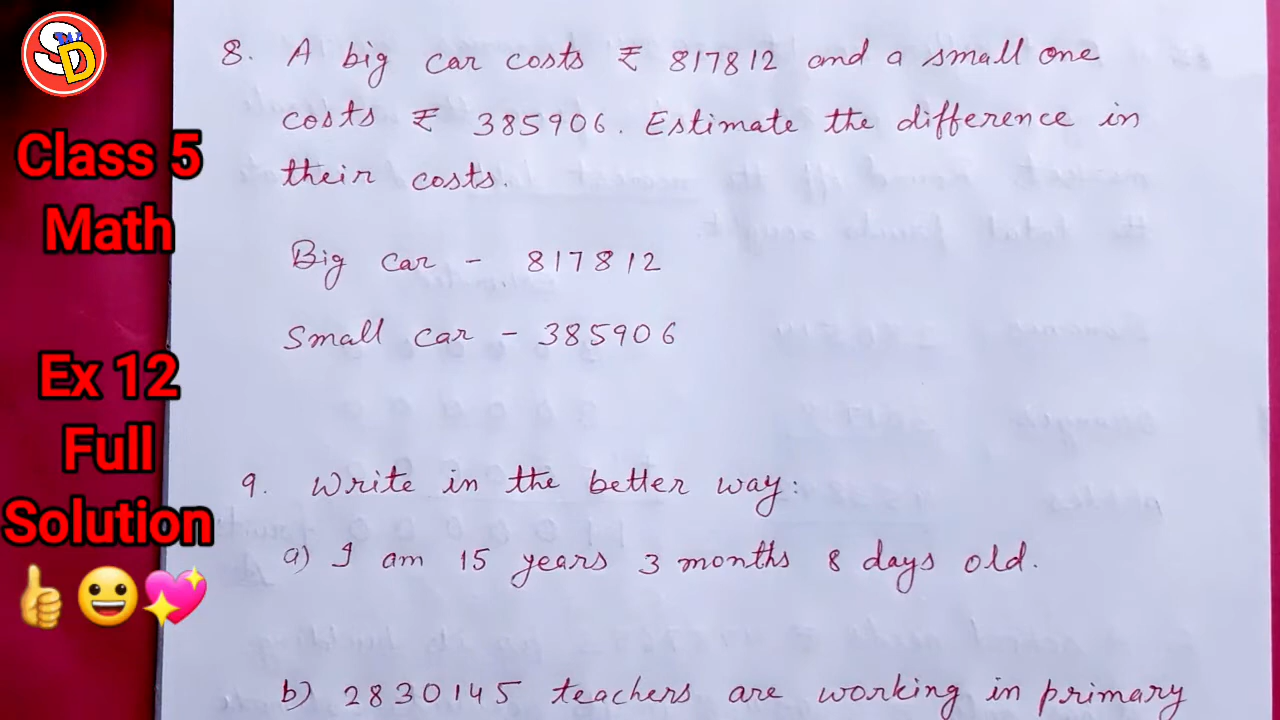 SD
Class 5
Math
Ex 12
Full
Solution
8. A big car costs ₹ 817812 and a small one
costs ₹ 385906. Estimate the difference in
their costs.
Big car - 817812
Small car - 385906
9. Write in the better way:
a) I am 15 years 3 months 8 days old.
b) 2830145 teachers are working in primary